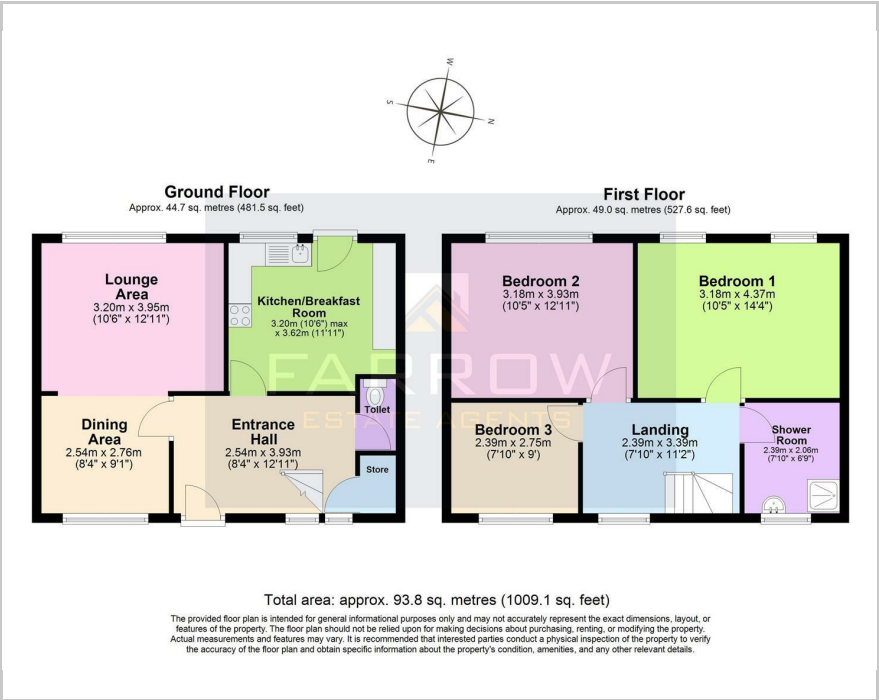 W
S
N
E
Ground Floor
Approx. 44.7 sq. metres (481.5 sq. feet)
Lounge
Area
3.20m x 3.95m
(10'6" x 12'11")
Kitchen/Breakfast
Room
3.20m (10'6") max
x 3.62m (11'11")
Dining
Area
2.54m x 2.76m
(8'4" x 9'1")
Entrance
Hall
2.54m x 3.93m
(8'4" x 12'11")
Toilet
Store
First Floor
Approx. 49.0 sq. metres (527.6 sq. feet)
Bedroom 2
3.18m x 3.93m
(10'5" x 12'11")
Bedroom 1
3.18m x 4.37m
(10'5" x 14'4")
Bedroom 3
2.39m x 2.75m
(7'10" x 9')
Landing
2.39m x 3.39m
(7'10" x 11'2")
Shower
Room
2.39m x 2.06m
(7'10" x 6'9")
FARROW
ESTATE AGENTS
Total area: approx. 93.8 sq. metres (1009.1 sq. feet)
The provided floor plan is intended for general informational purposes only and may not accurately represent the exact dimensions, layout, or
features of the property. The floor plan should not be relied upon for making decisions about purchasing, renting, or modifying the property.
Actual measurements and features may vary. It is recommended that interested parties conduct a physical inspection of the property to verify
the accuracy of the floor plan and obtain specific information about the property's condition, amenities, and any other relevant details.